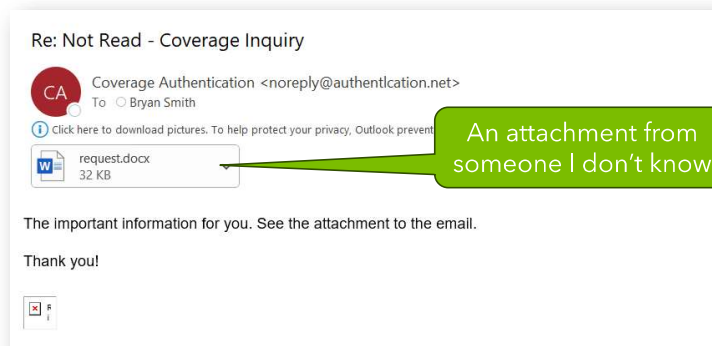 Re: Not Read - Coverage Inquiry
CA
Coverage Authentication <noreply@authentlcation.net>
To Bryan Smith
Click here to download pictures. To help protect your privacy, Outlook prevent
An attachment from
someone I don't know
W
request.docx
32 KB
The important information for you. See the attachment to the email.
Thank you!